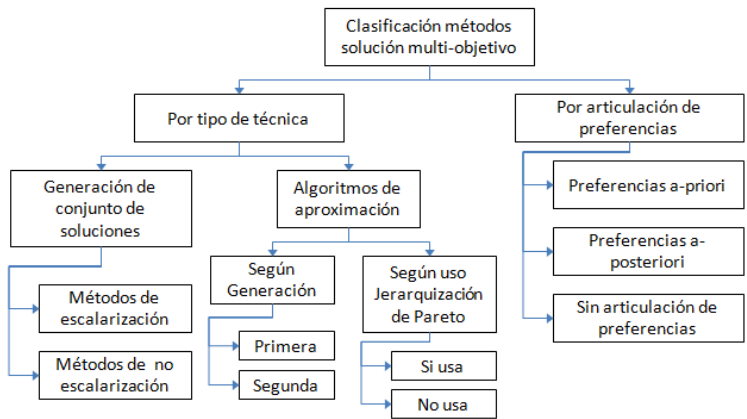 Clasificación métodos
solución multi-objetivo
Por tipo de técnica
Por articulación de
preferencias
Generación de
conjunto de
soluciones
Algoritmos de
aproximación
Preferencias a-priori
Preferencias a-
posteriori
Sin articulación de
preferencias
Métodos de
escalarización
Métodos de no
escalarización
Según
Generación
Primera
Segunda
Según uso
Jerarquización
de Pareto
Si usa
No usa